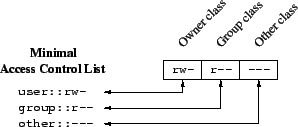 Owner class
Group class
Other class
Minimal
Access Control List
rw- r-- ---
user::rw-
group::r--
other::---